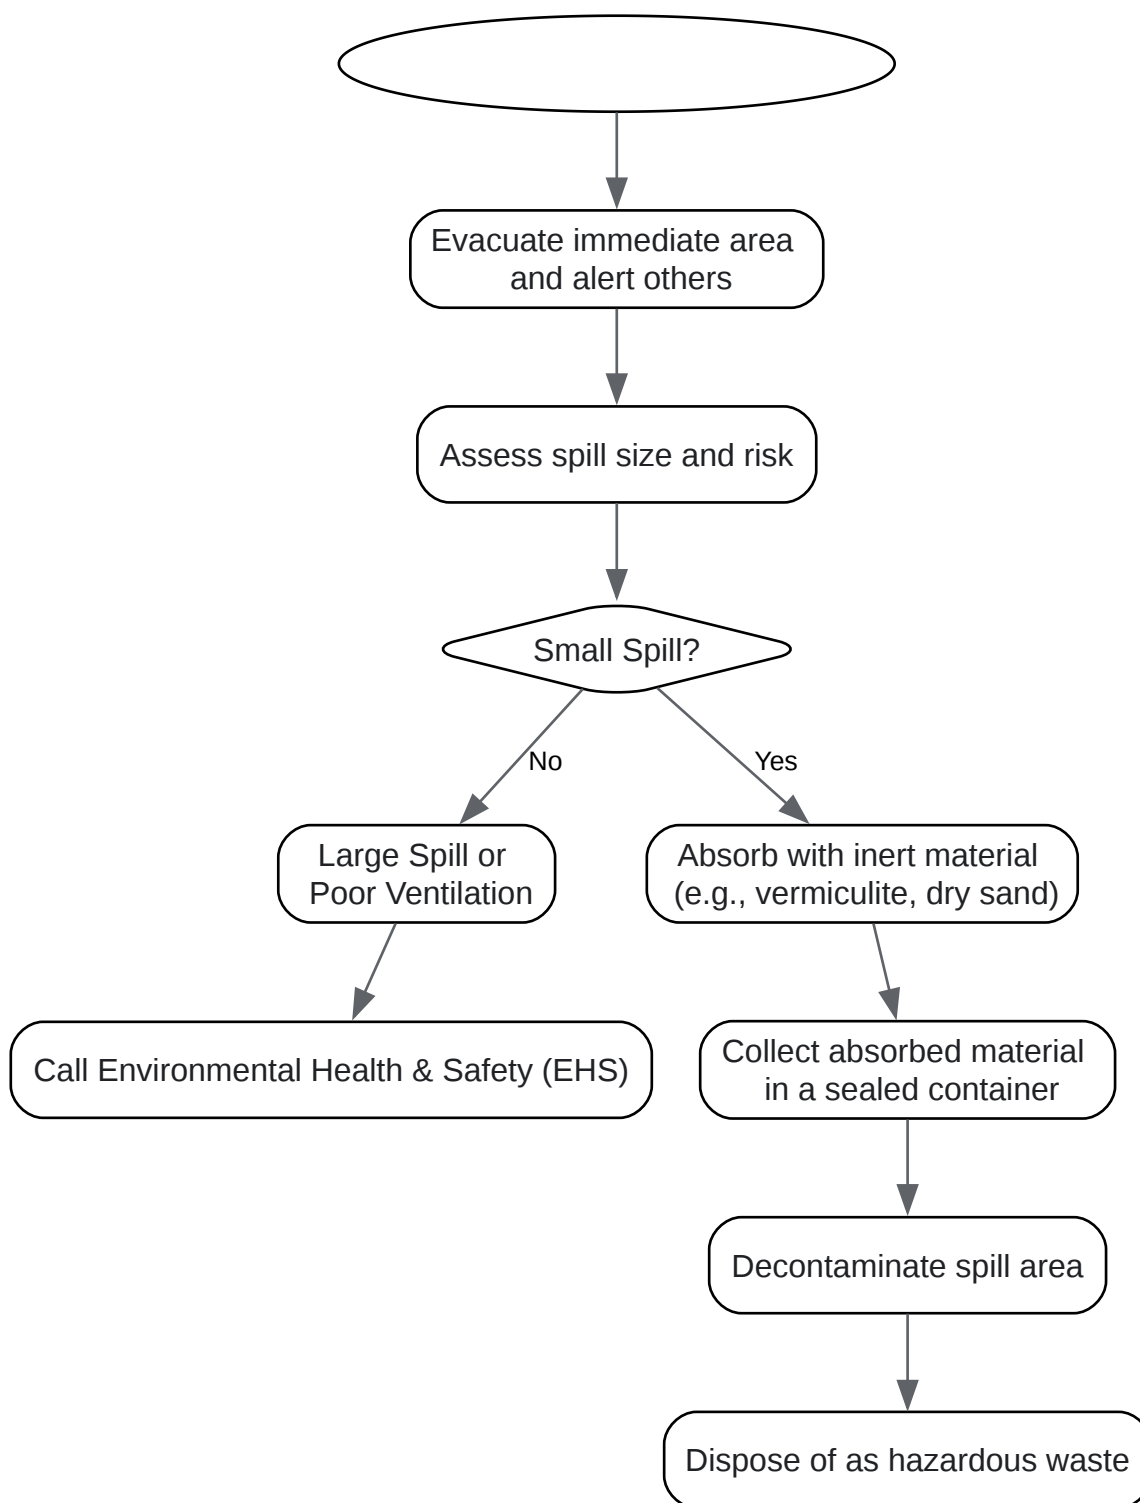 Evacuate immediate area
and alert others
Assess spill size and risk
Small Spill?
No
Yes
Large Spill or
Poor Ventilation
Absorb with inert material
(e.g., vermiculite, dry sand)
Call Environmental Health & Safety (EHS)
Collect absorbed material
in a sealed container
Decontaminate spill area
Dispose of as hazardous waste